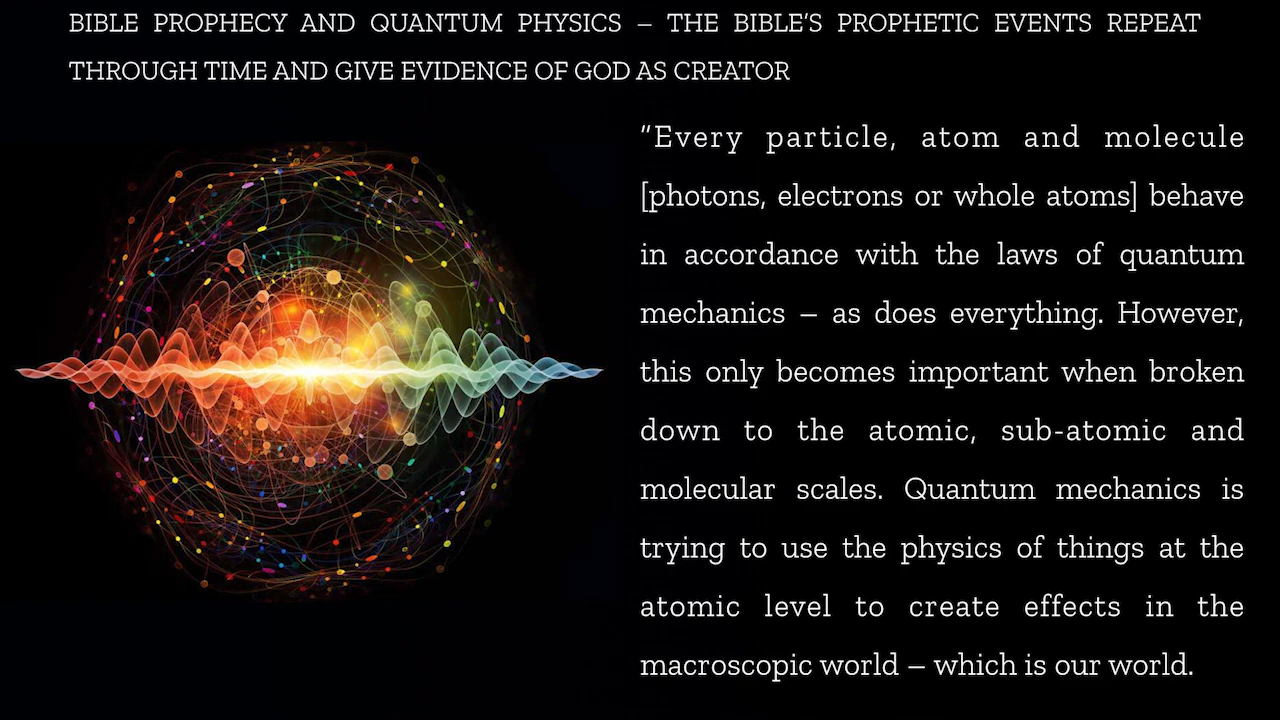 BIBLE PROPHECY AND QUANTUM PHYSICS – THE BIBLE'S PROPHETIC EVENTS REPEAT
THROUGH TIME AND GIVE EVIDENCE OF GOD AS CREATOR
"Every particle, atom and molecule
[photons, electrons or whole atoms] behave
in accordance with the laws of quantum
mechanics – as does everything. However,
this only becomes important when broken
down to the atomic, sub-atomic and
molecular scales. Quantum mechanics is
trying to use the physics of things at the
atomic level to create effects in the
macroscopic world – which is our world.